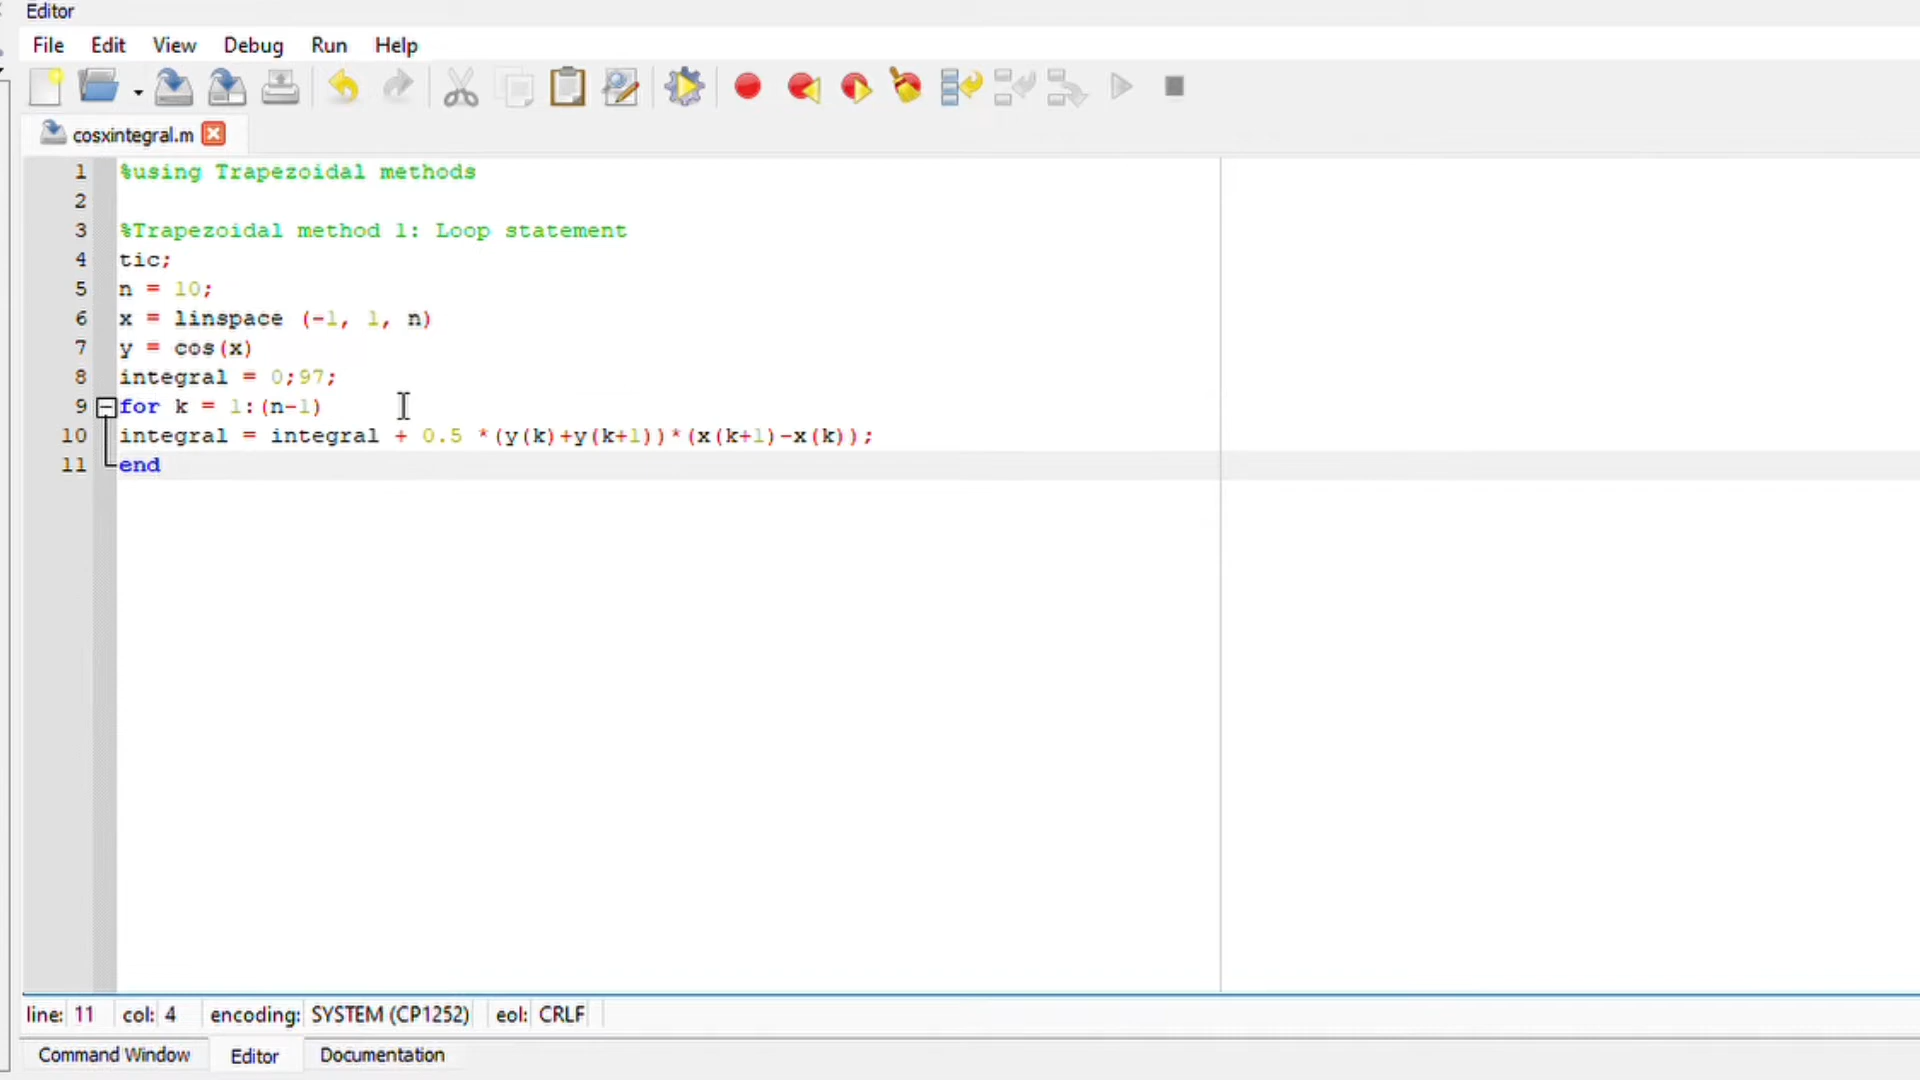 Editor
File Edit View Debug Run Help
cosxintegral.m
1 %using Trapezoidal methods
2
3 %Trapezoidal method 1: Loop statement
4 tic;
5 n = 10;
6 x = linspace (-1, 1, n)
7 y = cos(x)
8 integral = 0;97;
9 for k = 1:(n-1)
10 integral = integral + 0.5 *(y(k)+y(k+1))*(x(k+1)-x(k));
11 end
line: 11 col: 4 encoding: SYSTEM (CP1252) eol: CRLF
Command Window Editor Documentation